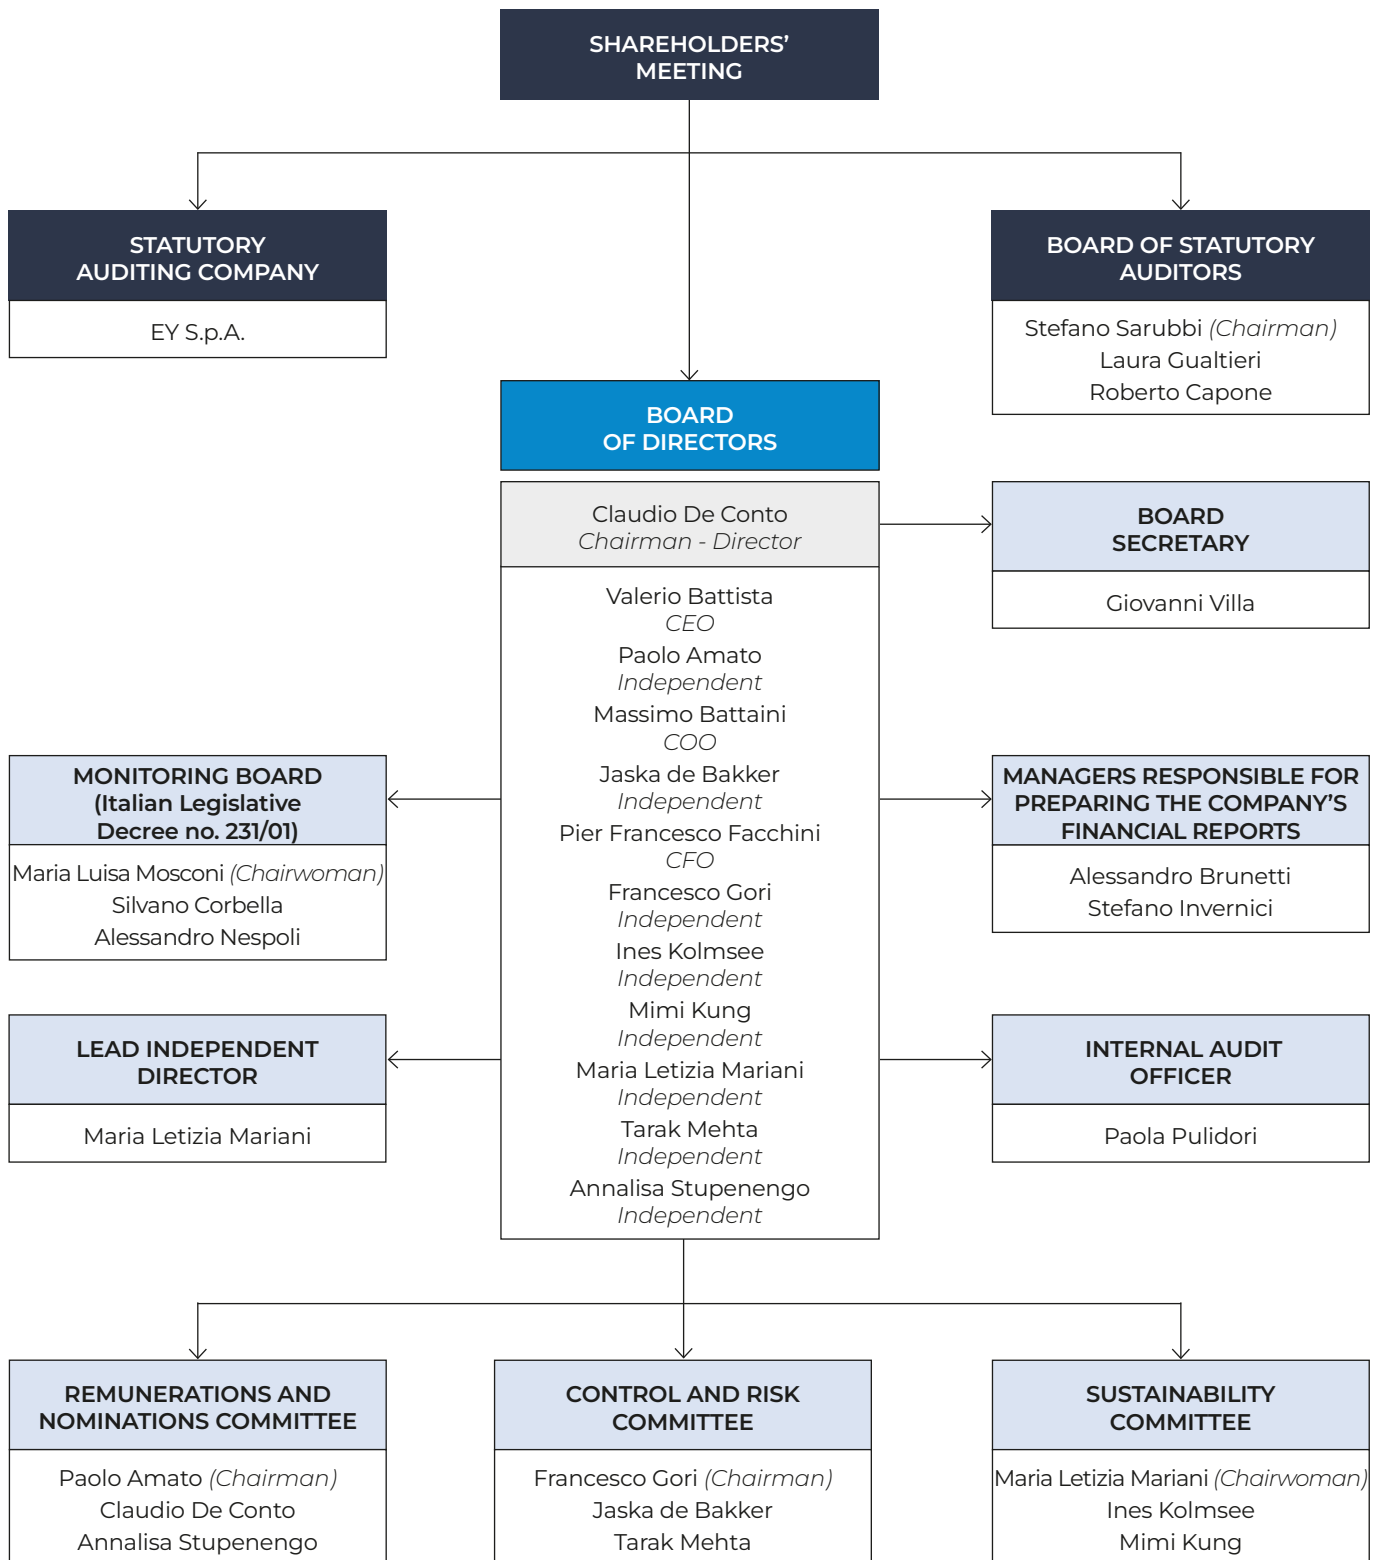 SHAREHOLDERS’
MEETING
STATUTORY
AUDITING COMPANY
EY S.p.A.
BOARD OF STATUTORY
AUDITORS
Stefano Sarubbi (Chairman)
Laura Gualtieri
Roberto Capone
BOARD
OF DIRECTORS
Claudio De Conto
Chairman - Director
Valerio Battista
CEO
Paolo Amato
Independent
Massimo Battaini
COO
Jaska de Bakker
Independent
Pier Francesco Facchini
CFO
Francesco Gori
Independent
Ines Kolmsee
Independent
Mimi Kung
Independent
Maria Letizia Mariani
Independent
Tarak Mehta
Independent
Annalisa Stupenengo
Independent
BOARD
SECRETARY
Giovanni Villa
MONITORING BOARD
(Italian Legislative
Decree no. 231/01)
Maria Luisa Mosconi (Chairwoman)
Silvano Corbella
Alessandro Nespoli
MANAGERS RESPONSIBLE FOR
PREPARING THE COMPANY’S
FINANCIAL REPORTS
Alessandro Brunetti
Stefano Invernici
LEAD INDEPENDENT
DIRECTOR
Maria Letizia Mariani
INTERNAL AUDIT
OFFICER
Paola Pulidori
REMUNERATIONS AND
NOMINATIONS COMMITTEE
Paolo Amato (Chairman)
Claudio De Conto
Annalisa Stupenengo
CONTROL AND RISK
COMMITTEE
Francesco Gori (Chairman)
Jaska de Bakker
Tarak Mehta
SUSTAINABILITY
COMMITTEE
Maria Letizia Mariani (Chairwoman)
Ines Kolmsee
Mimi Kung